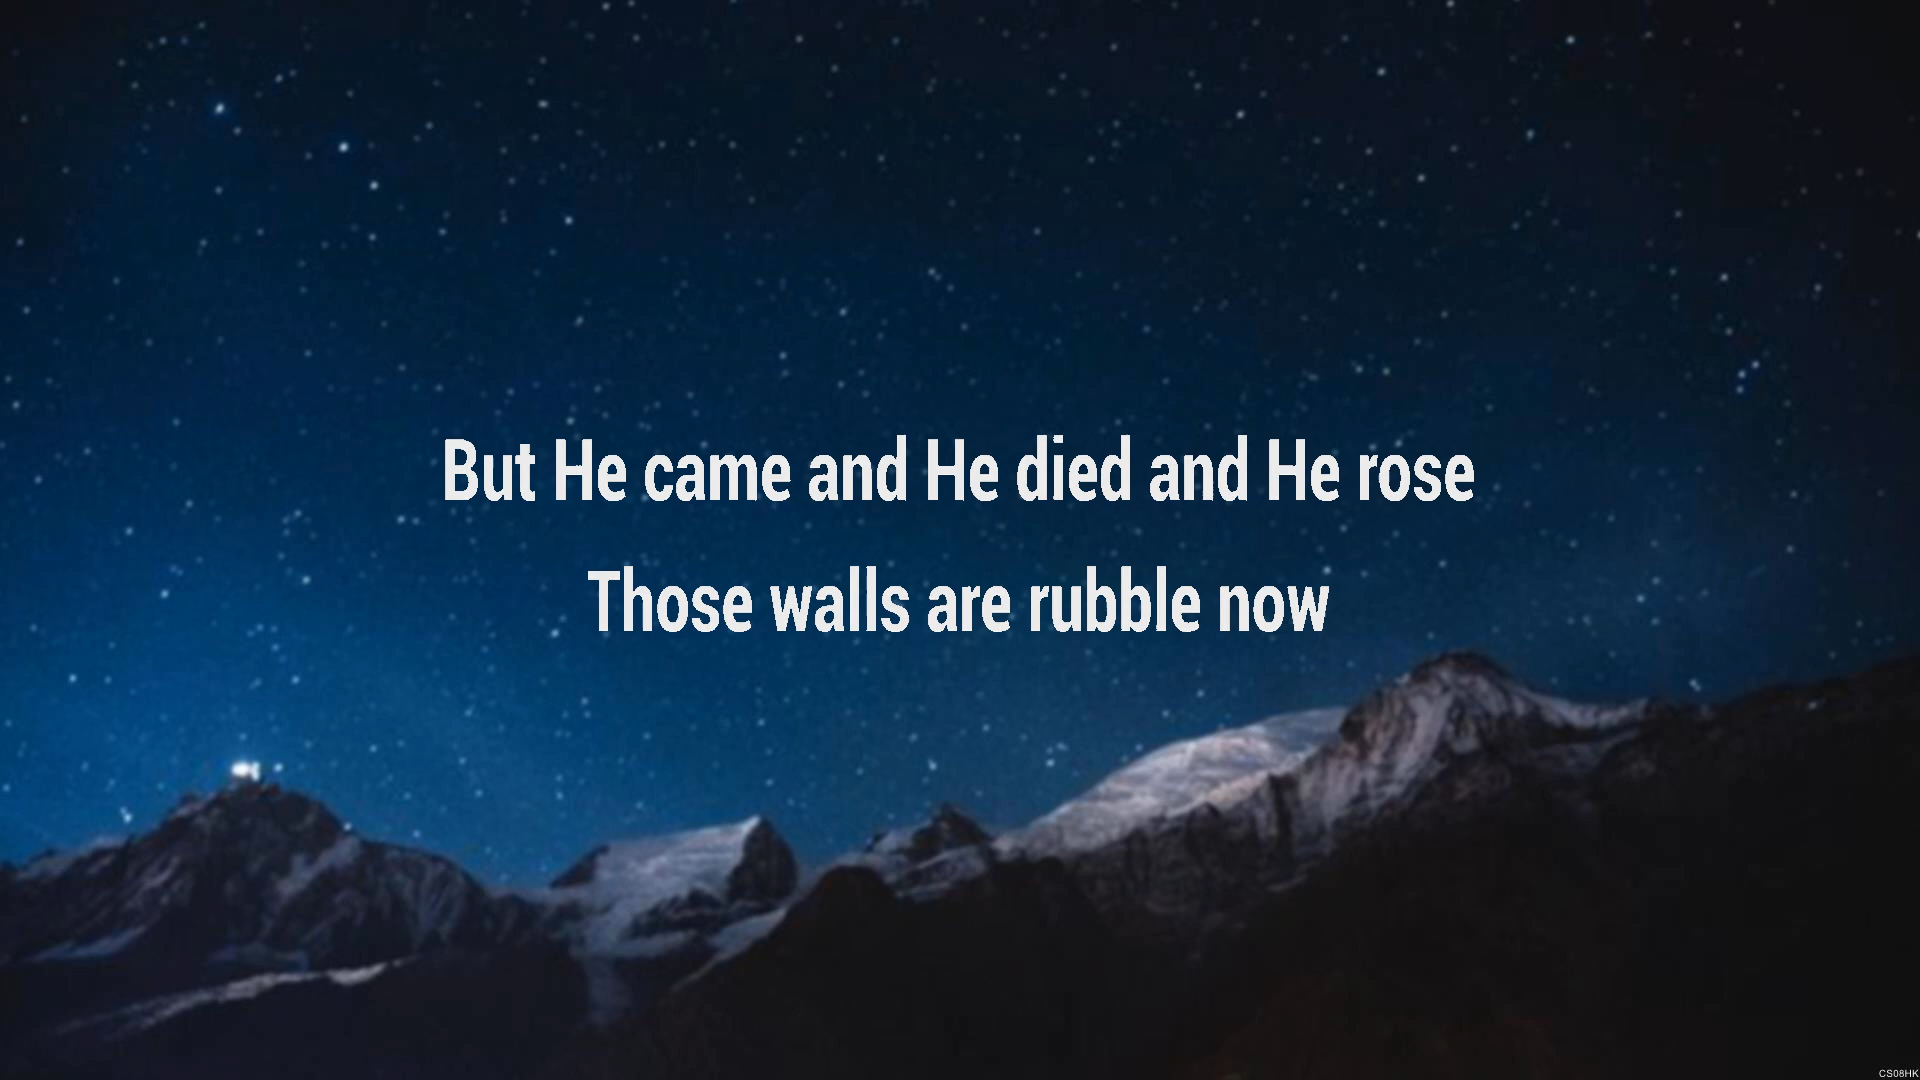 But He came and He died and He rose
Those walls are rubble now
CS08HK